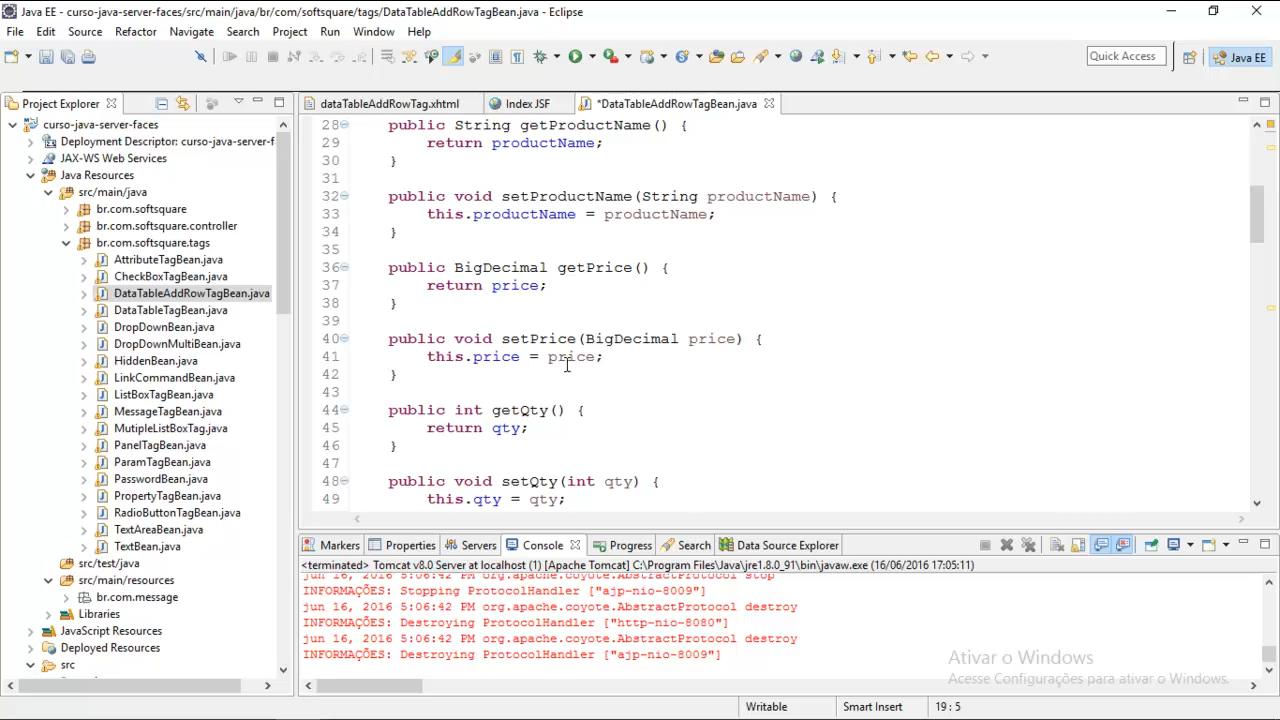 Java EE - curso-java-server-faces/src/main/java/br/com/softsquare/tags/DataTableAddRowTagBean.java - Eclipse
File Edit Source Refactor Navigate Search Project Run Window Help
Quick Access
Java EE
Project Explorer
dataTableAddRowTag.xhtml
Index JSF
*DataTableAddRowTagBean.java
curso-java-server-faces
Deployment Descriptor: curso-java-server-f
JAX-WS Web Services
Java Resources
src/main/java
br.com.softsquare
br.com.softsquare.controller
br.com.softsquare.tags
AttributeTagBean.java
CheckBoxTagBean.java
DataTableAddRowTagBean.java
DataTableTagBean.java
DropDownBean.java
DropDownMultiBean.java
HiddenBean.java
LinkCommandBean.java
ListBoxTagBean.java
MessageTagBean.java
MutipleListBoxTag.java
PanelTagBean.java
ParamTagBean.java
PasswordBean.java
PropertyTagBean.java
RadioButtonTagBean.java
TextAreaBean.java
TextBean.java
src/test/java
src/main/resources
br.com.message
Libraries
JavaScript Resources
Deployed Resources
src
28 public String getProductName() {
29 return productName;
30 }
31
32 public void setProductName(String productName) {
33 this.productName = productName;
34 }
35
36 public BigDecimal getPrice() {
37 return price;
38 }
39
40 public void setPrice(BigDecimal price) {
41 this.price = price;
42 }
43
44 public int getQty() {
45 return qty;
46 }
47
48 public void setQty(int qty) {
49 this.qty = qty;
Markers Properties Servers Console Progress Search Data Source Explorer
<terminated> Tomcat v8.0 Server at localhost (1) [Apache Tomcat] C:\Program Files\Java\jre1.8.0_91\bin\javaw.exe (16/06/2016 17:05:11)
jun 16, 2016 5:06:42 PM org.apache.coyote.AbstractProtocol stop
INFORMAÇÕES: Stopping ProtocolHandler ["ajp-nio-8009"]
jun 16, 2016 5:06:42 PM org.apache.coyote.AbstractProtocol destroy
INFORMAÇÕES: Destroying ProtocolHandler ["http-nio-8080"]
jun 16, 2016 5:06:42 PM org.apache.coyote.AbstractProtocol destroy
INFORMAÇÕES: Destroying ProtocolHandler ["ajp-nio-8009"]
Ativar o Windows
Acesse Configurações para ativar o Windows.
Writable Smart Insert 19 : 5